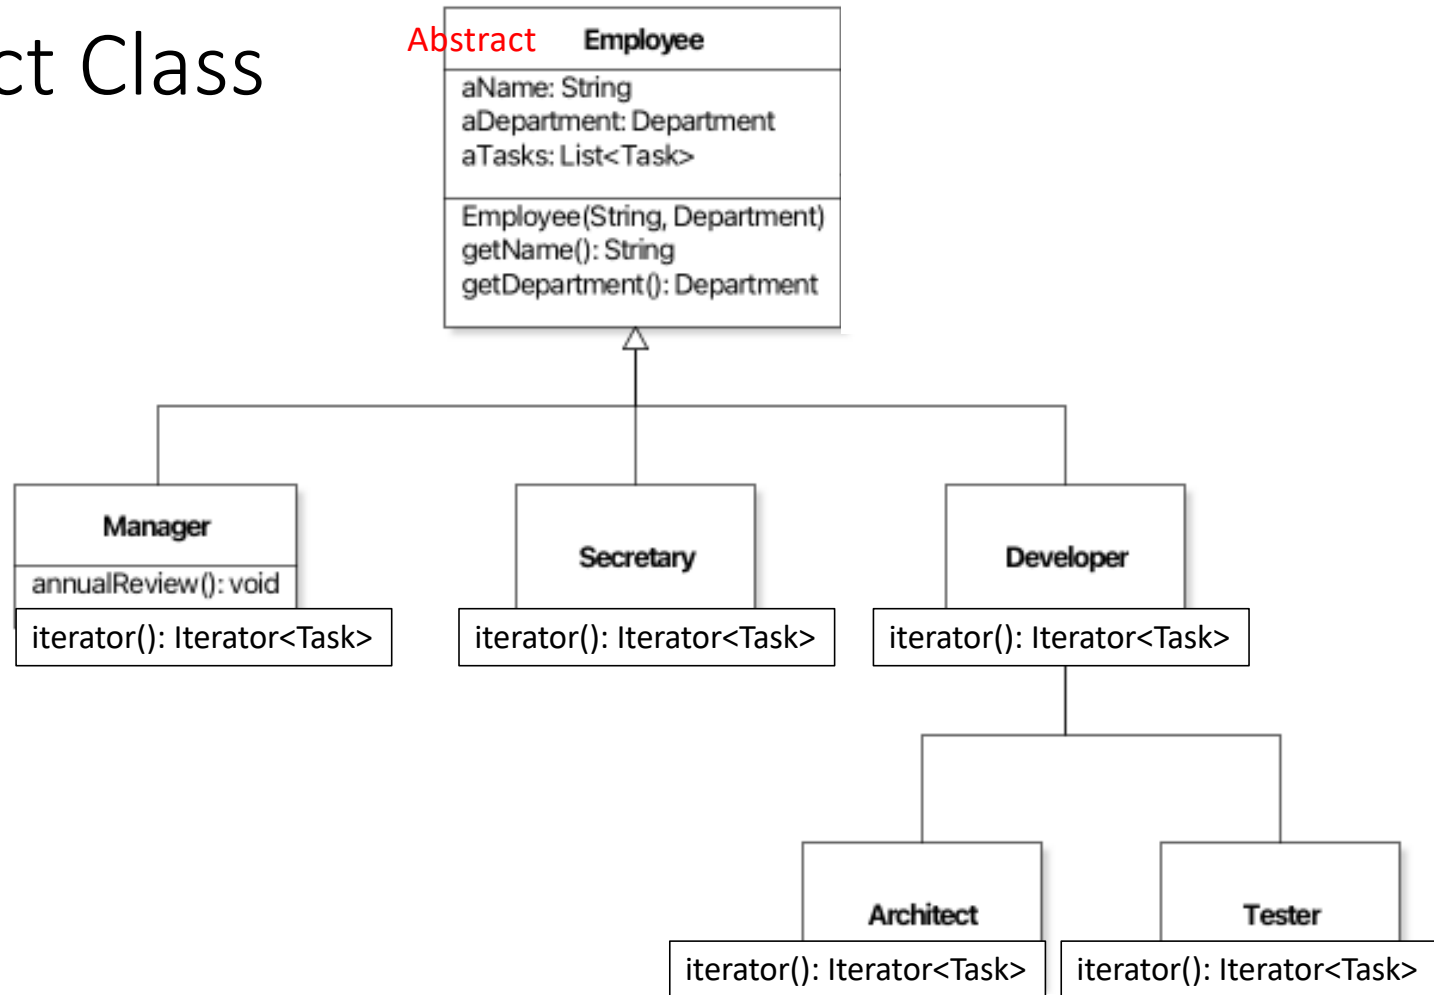 ct Class
Abstract Employee
aName: String
aDepartment: Department
aTasks: List<Task>
Employee(String, Department)
getName(): String
getDepartment(): Department
Manager
annualReview(): void
iterator(): Iterator<Task>
Secretary
iterator(): Iterator<Task>
Developer
iterator(): Iterator<Task>
Architect
iterator(): Iterator<Task>
Tester
iterator(): Iterator<Task>